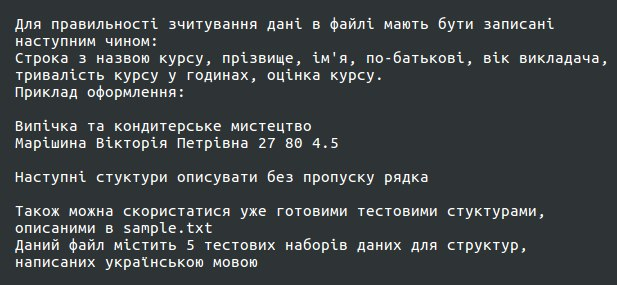 Для правильності зчитування дані в файлі мають бути записані
наступним чином:
Строка з назвою курсу, прізвище, ім'я, по-батькові, вік викладача,
тривалість курсу у годинах, оцінка курсу.
Приклад оформлення:
Випічка та кондитерське мистецтво
Марішина Вікторія Петрівна 27 80 4.5
Наступні стуктури описувати без пропуску рядка
Також можна скористатися уже готовими тестовими стуктурами,
описаними в sample.txt
Даний файл містить 5 тестових наборів даних для структур,
написаних українською мовою